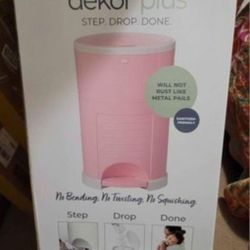 dekor plus
STEP. DROP. DONE.
WILL NOT
RUST LIKE
METAL PAILS
No Bending. No Twisting. No Squishing.
Step Drop Done